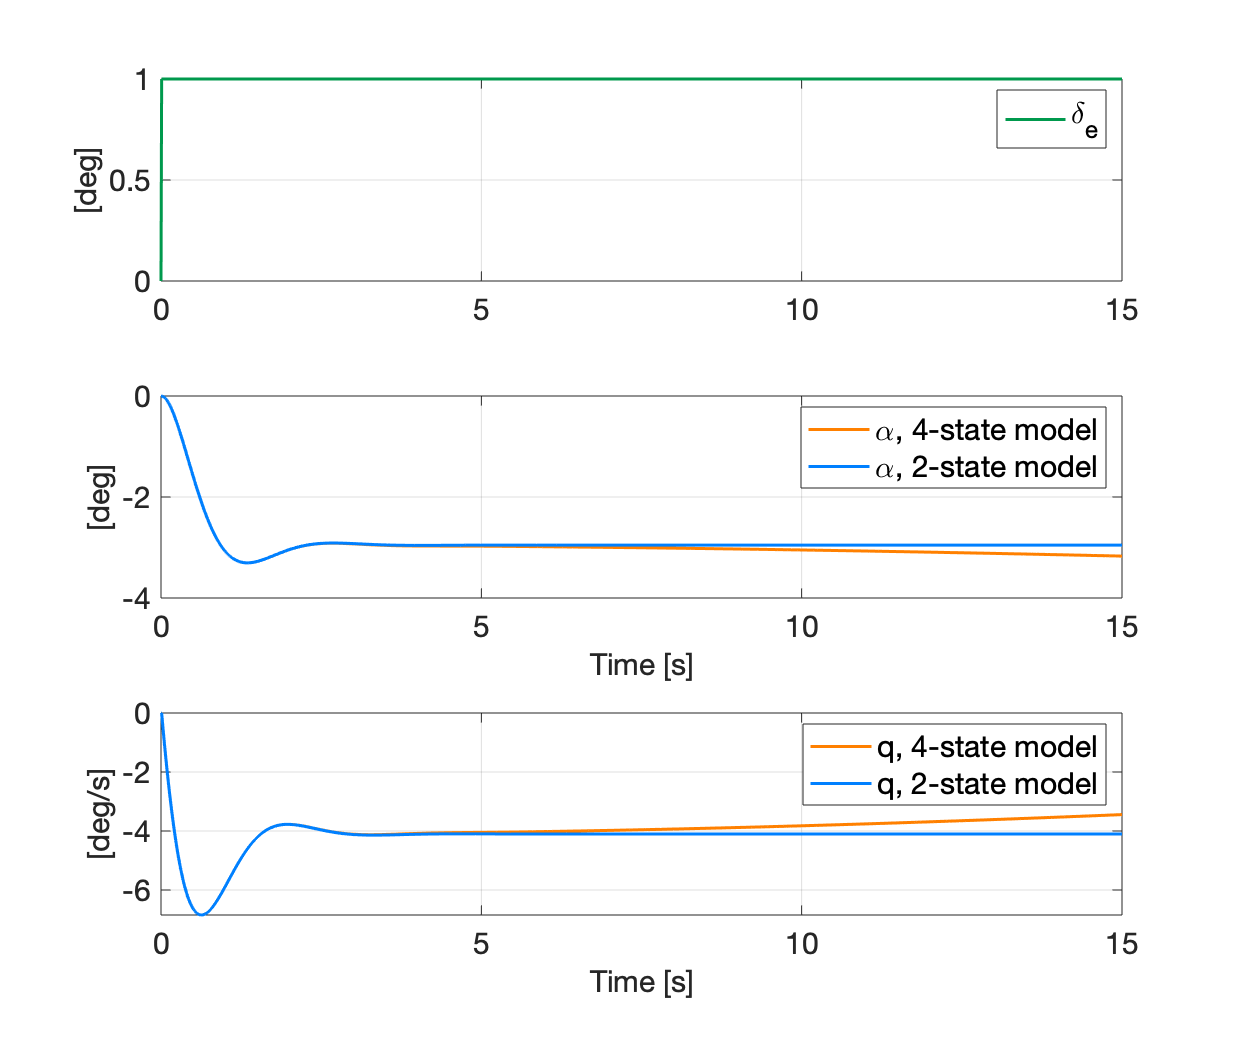 1
0.5
0
[deg]
δe
0 5 10 15
0
-2
-4
[deg]
α, 4-state model
α, 2-state model
0 5 10 15
Time [s]
0
-2
-4
-6
[deg/s]
q, 4-state model
q, 2-state model
0 5 10 15
Time [s]